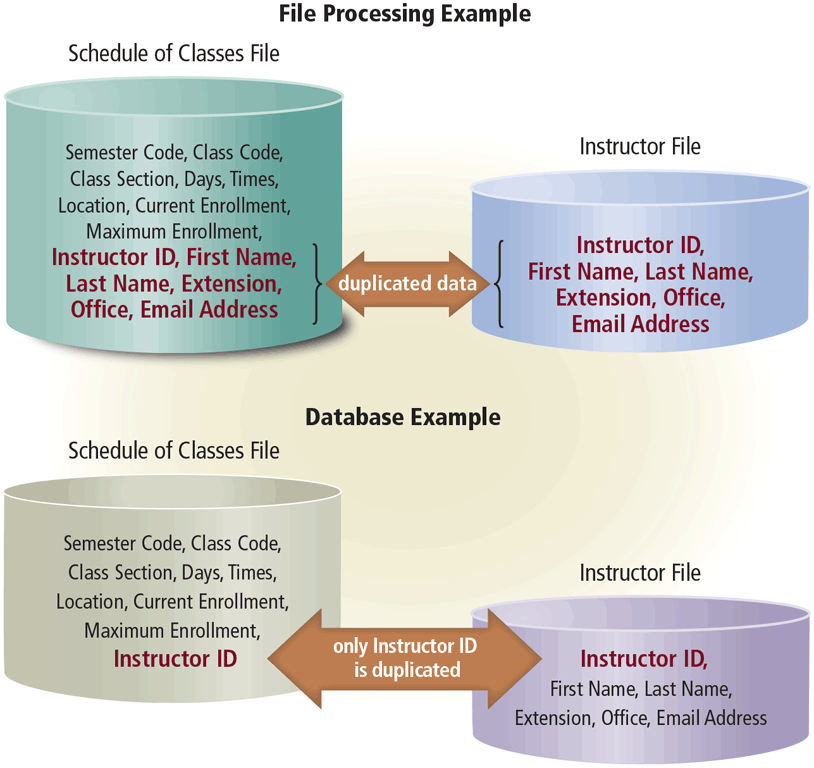 File Processing Example
Schedule of Classes File
Semester Code, Class Code,
Class Section, Days, Times,
Location, Current Enrollment,
Maximum Enrollment,
Instructor ID, First Name,
Last Name, Extension,
Office, Email Address
duplicated data
Instructor File
Instructor ID,
First Name, Last Name,
Extension, Office,
Email Address
Database Example
Schedule of Classes File
Semester Code, Class Code,
Class Section, Days, Times,
Location, Current Enrollment,
Maximum Enrollment,
Instructor ID
only Instructor ID
is duplicated
Instructor File
Instructor ID,
First Name, Last Name,
Extension, Office, Email Address